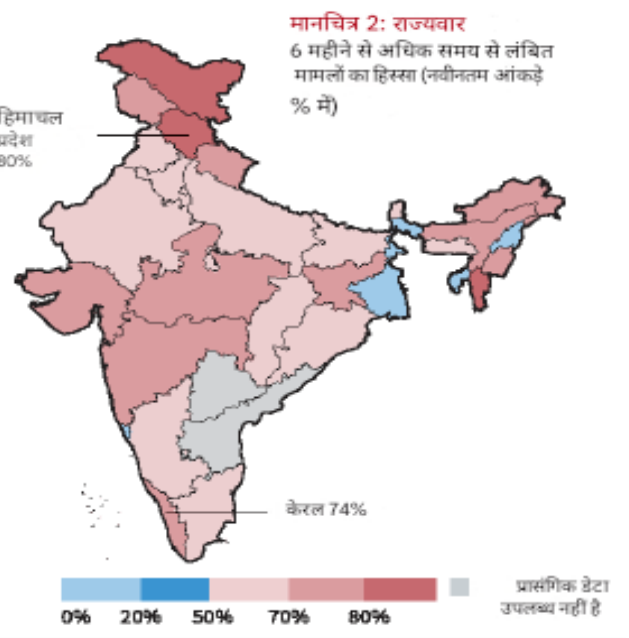 मानचित्र 2: राज्यवार
6 महीने से अधिक समय से लंबित
मामलों का हिस्सा (नवीनतम आंकड़े
% में)
हिमाचल
प्रदेश
80%
केरल 74%
0% 20% 50% 70% 80%
प्रासंगिक डेटा
उपलब्ध नहीं है